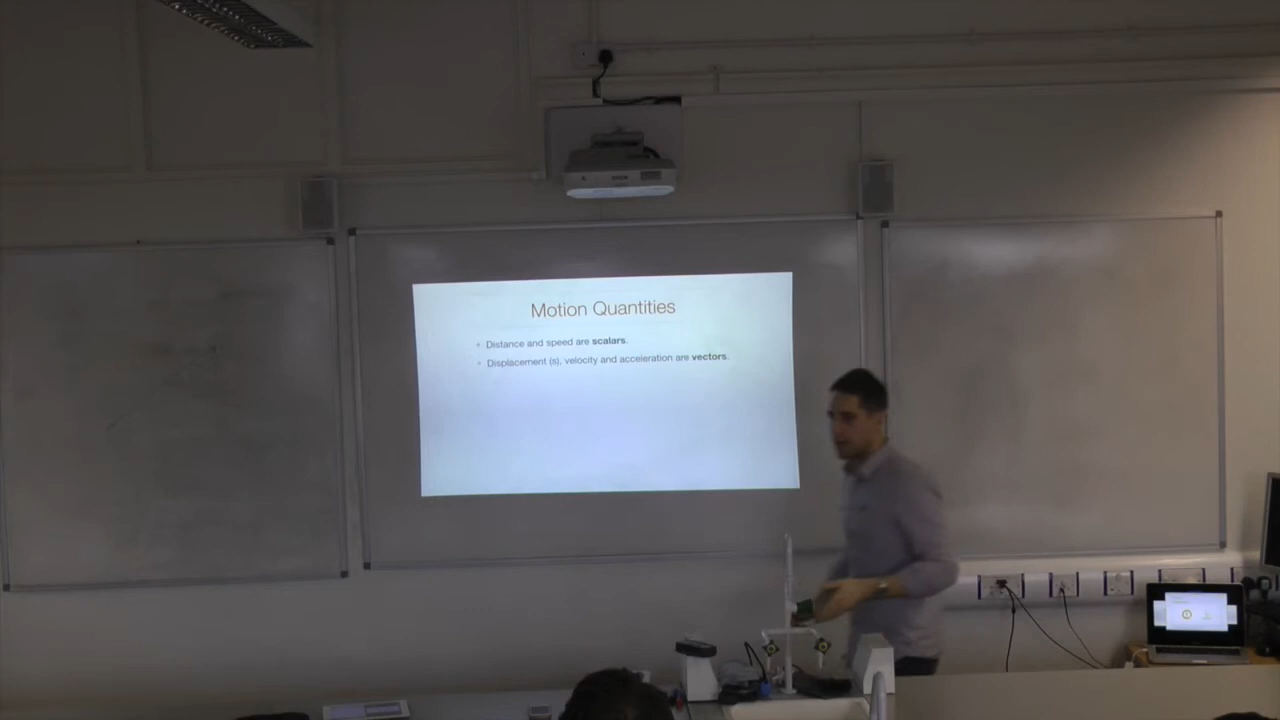 Motion Quantities
Distance and speed are scalars.
Displacement (s), velocity and acceleration are vectors.